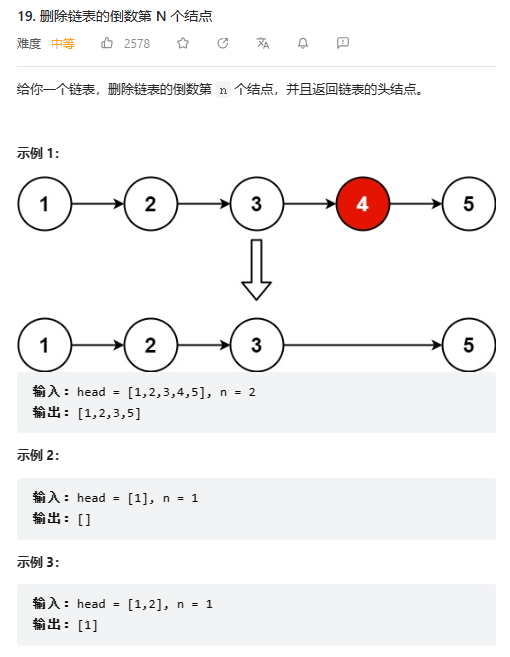 19. 删除链表的倒数第 N 个结点
难度 中等 2578
给你一个链表，删除链表的倒数第 n 个结点，并且返回链表的头结点。
示例 1：
1 2 3 4 5
1 2 3 5
输入：head = [1,2,3,4,5], n = 2
输出：[1,2,3,5]
示例 2：
输入：head = [1], n = 1
输出：[]
示例 3：
输入：head = [1,2], n = 1
输出：[1]